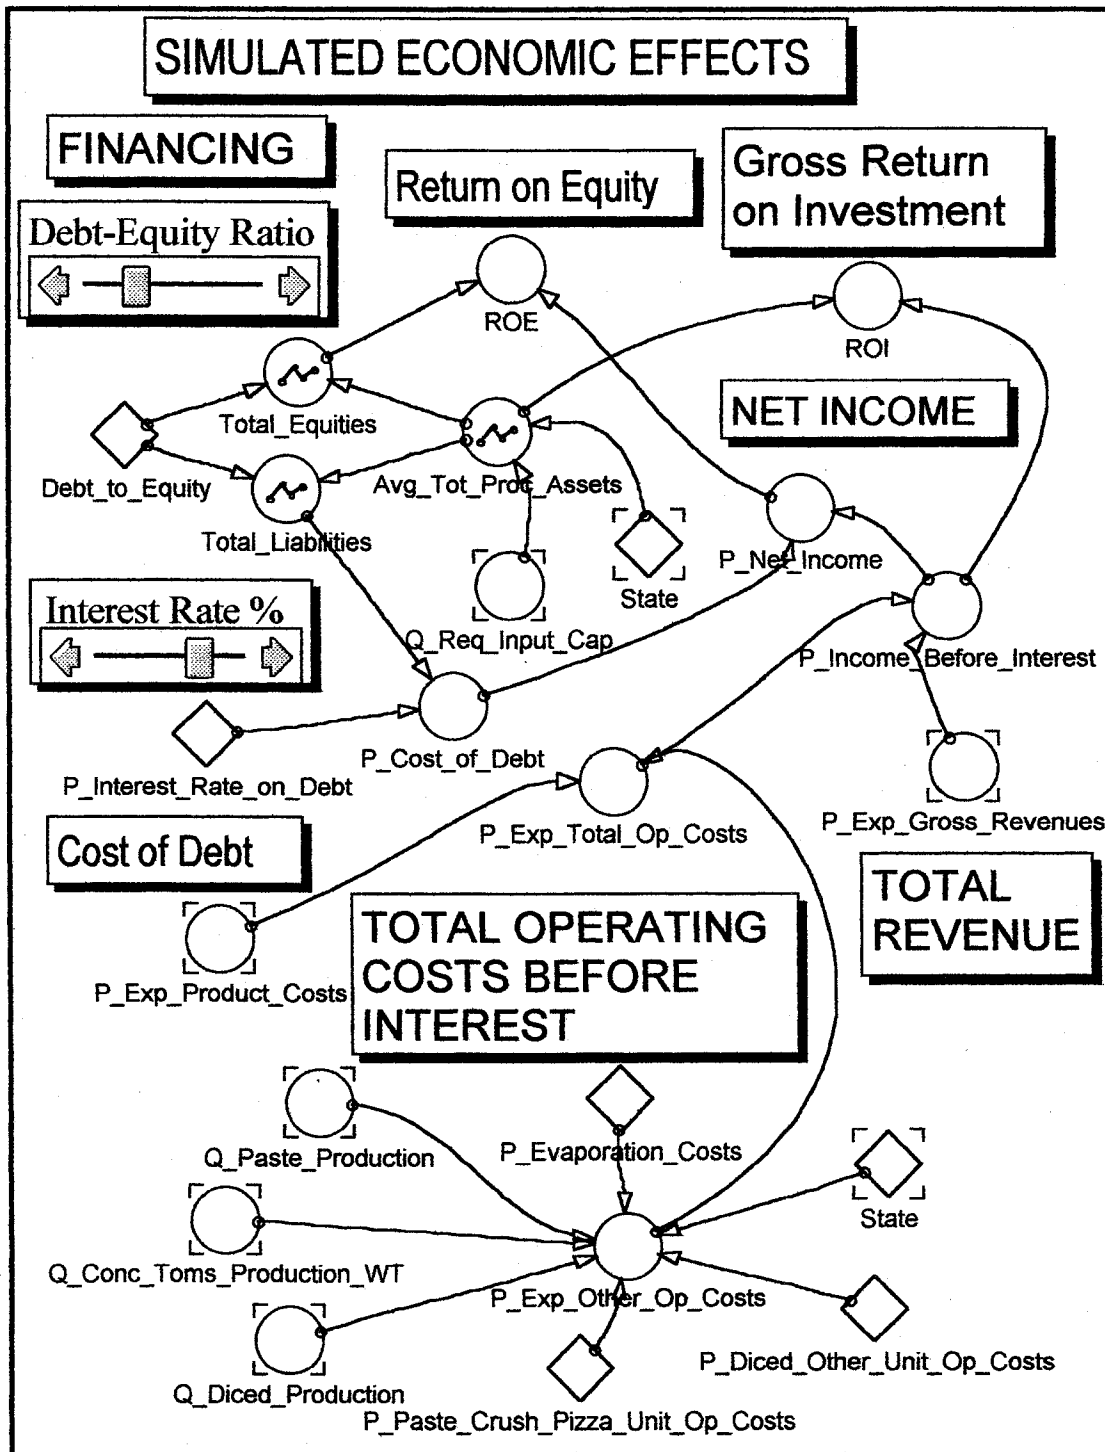 SIMULATED ECONOMIC EFFECTS
FINANCING
Return on Equity
Gross Return
on Investment
Debt-Equity Ratio
ROE
ROI
NET INCOME
Total_Equities
Debt_to_Equity
Avg_Tot_Proc_Assets
Total_Liabilities
P_Net_Income
State
Interest Rate %
Q_Req_Input_Cap
P_Income_Before_Interest
P_Cost_of_Debt
P_Interest_Rate_on_Debt
P_Exp_Total_Op_Costs
P_Exp_Gross_Revenues
Cost of Debt
TOTAL
REVENUE
TOTAL OPERATING
COSTS BEFORE
INTEREST
P_Exp_Product_Costs
Q_Paste_Production
P_Evaporation_Costs
State
Q_Conc_Toms_Production_WT
P_Exp_Other_Op_Costs
P_Diced_Other_Unit_Op_Costs
Q_Diced_Production
P_Paste_Crush_Pizza_Unit_Op_Costs